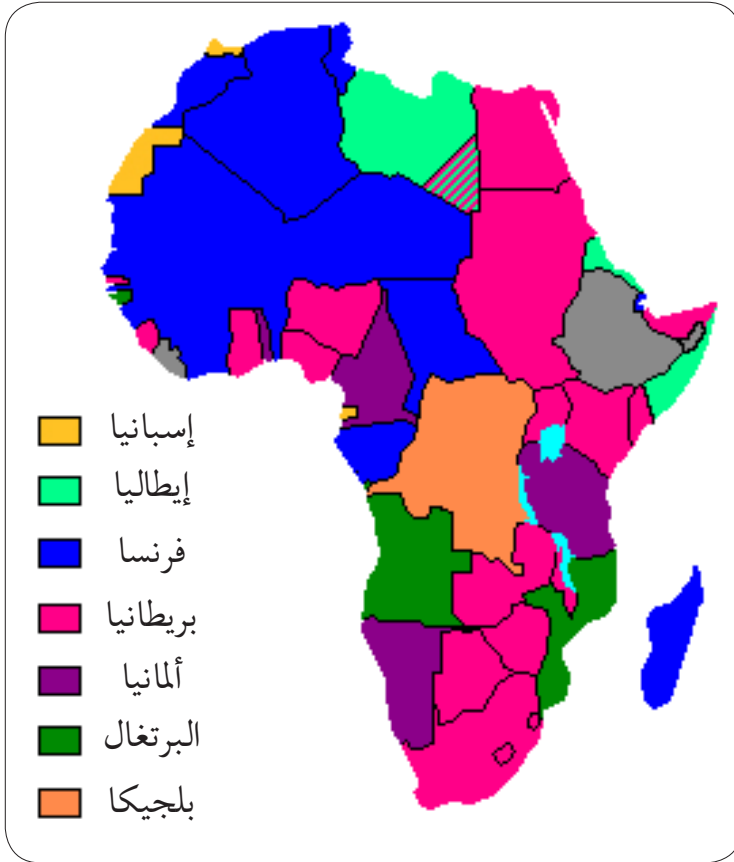 إسبانيا
إيطاليا
فرنسا
بريطانيا
ألمانيا
البرتغال
بلجيكا